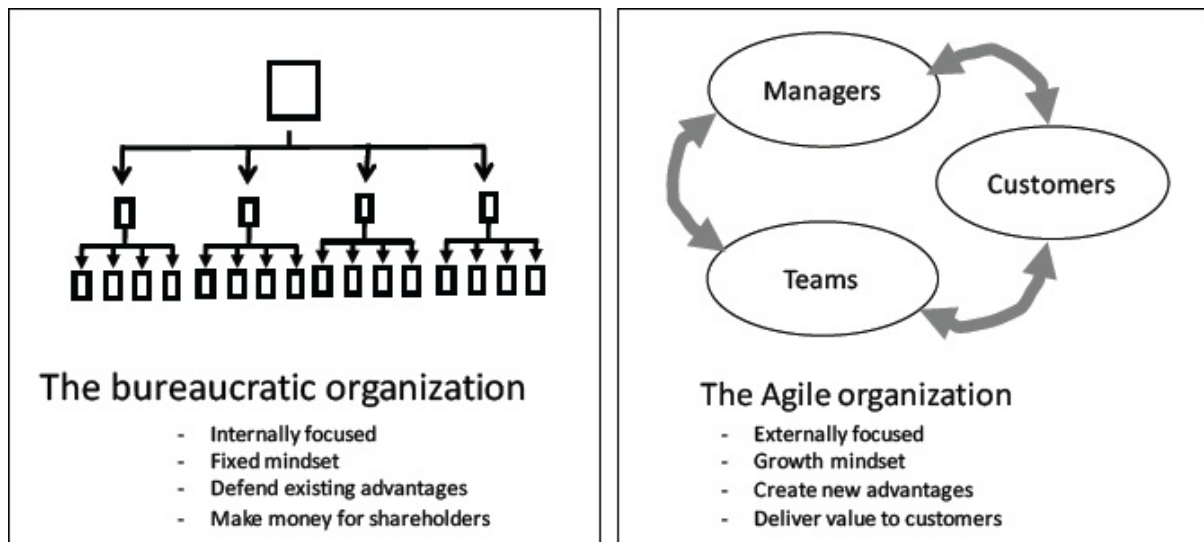 The bureaucratic organization
- Internally focused
- Fixed mindset
- Defend existing advantages
- Make money for shareholders
Managers
Customers
Teams
The Agile organization
- Externally focused
- Growth mindset
- Create new advantages
- Deliver value to customers